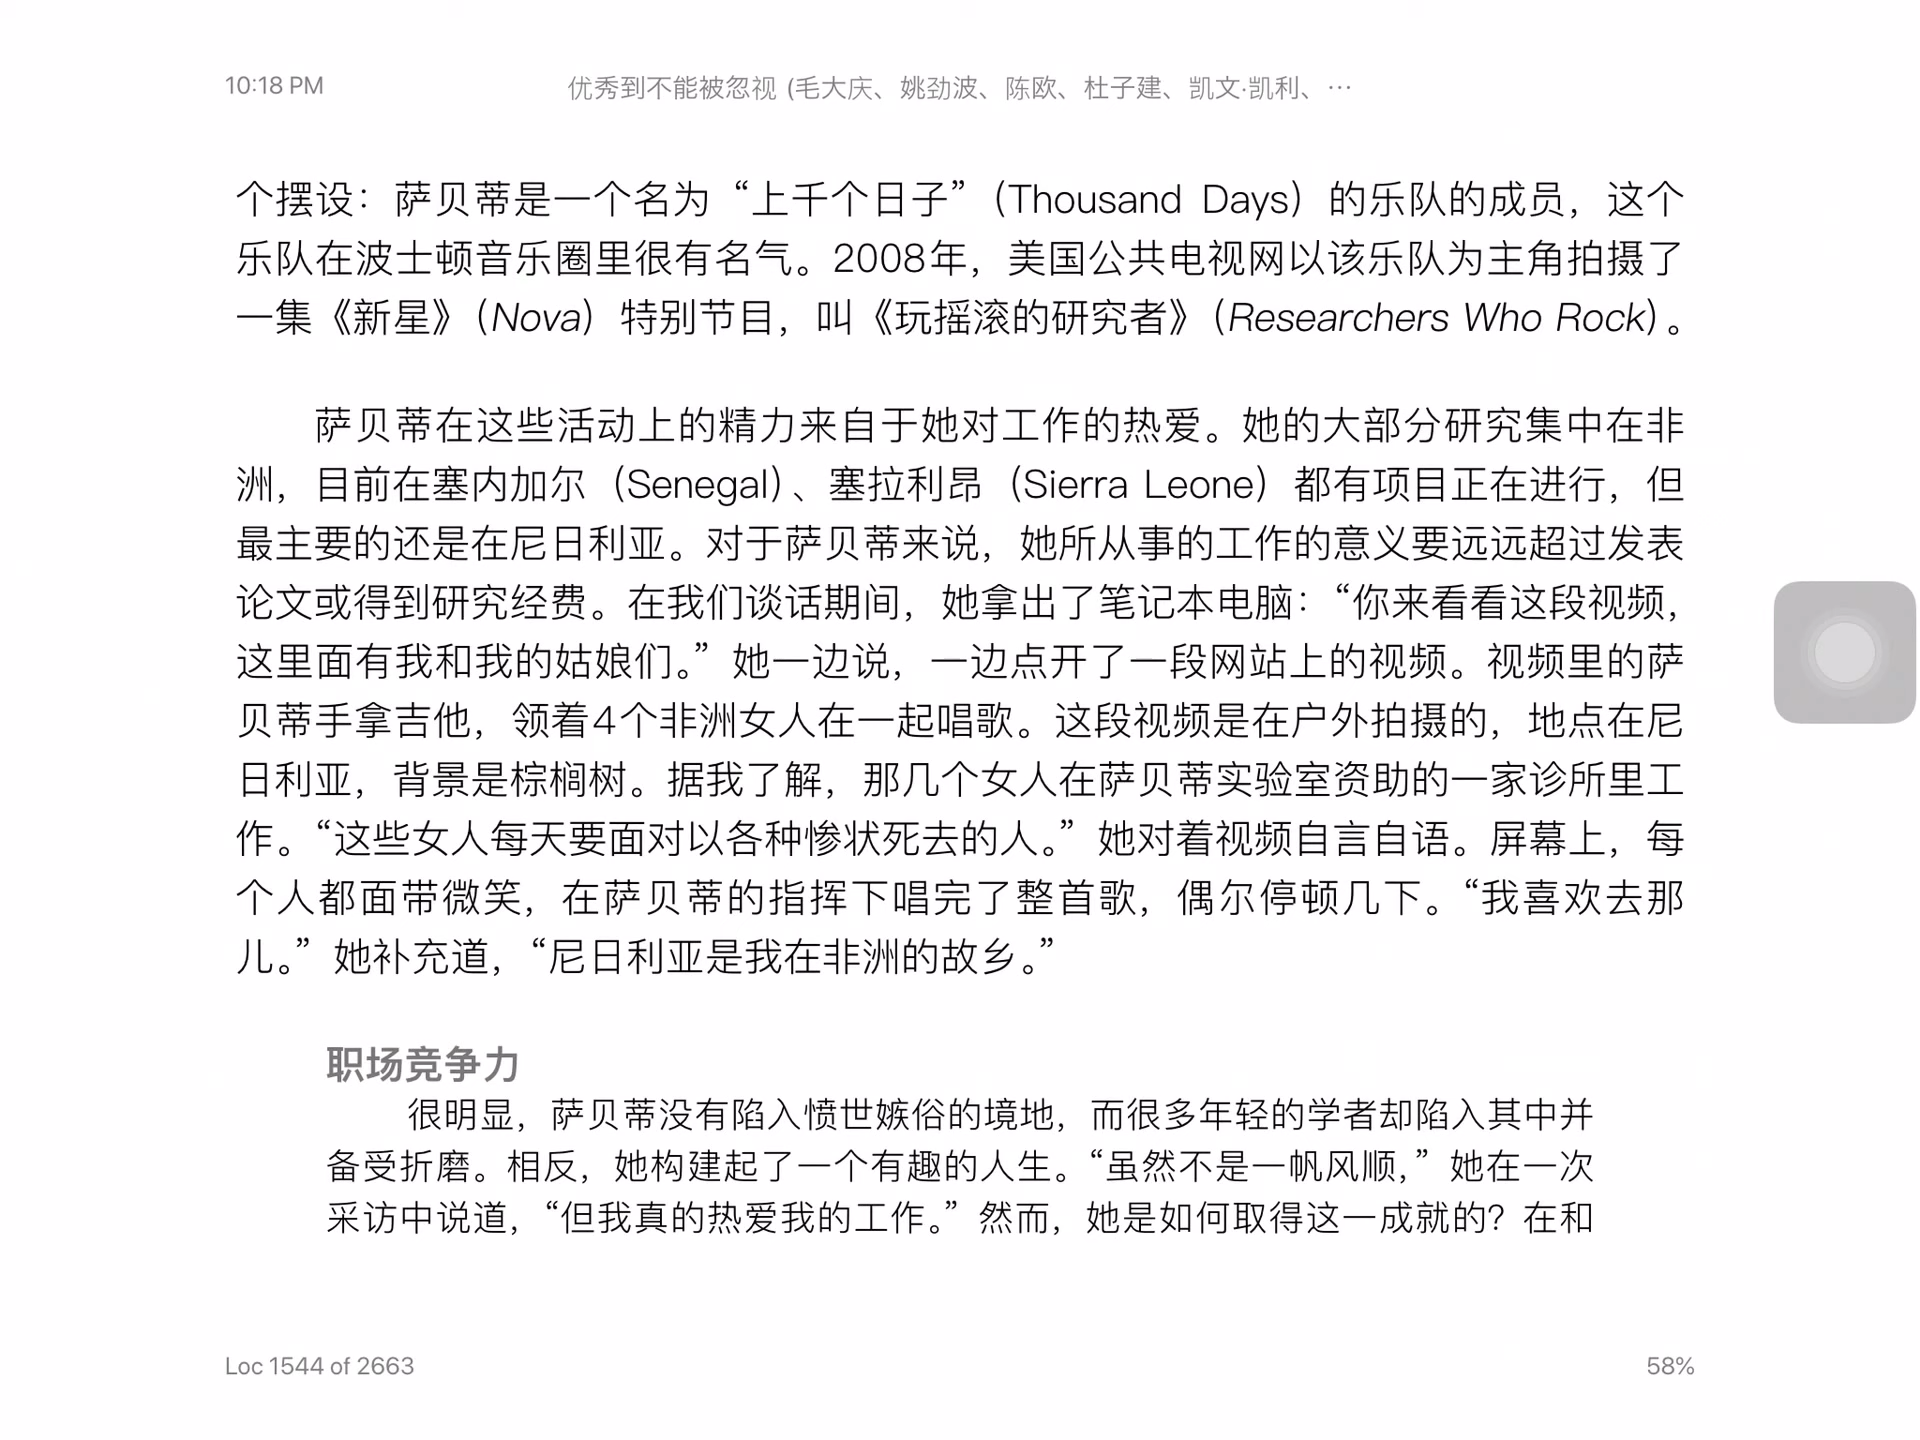 10:18 PM
优秀到不能被忽视 (毛大庆、姚劲波、陈欧、杜子建、凯文·凯利、…
个摆设：萨贝蒂是一个名为“上千个日子”（Thousand Days）的乐队的成员，这个
乐队在波士顿音乐圈里很有名气。2008年，美国公共电视网以该乐队为主角拍摄了
一集《新星》（Nova）特别节目，叫《玩摇滚的研究者》（Researchers Who Rock）。
萨贝蒂在这些活动上的精力来自于她对工作的热爱。她的大部分研究集中在非
洲，目前在塞内加尔（Senegal）、塞拉利昂（Sierra Leone）都有项目正在进行，但
最主要的还是在尼日利亚。对于萨贝蒂来说，她所从事的工作的意义要远远超过发表
论文或得到研究经费。在我们谈话期间，她拿出了笔记本电脑：“你来看看这段视频，
这里面有我和我的姑娘们。”她一边说，一边点开了一段网站上的视频。视频里的萨
贝蒂手拿吉他，领着4个非洲女人在一起唱歌。这段视频是在户外拍摄的，地点在尼
日利亚，背景是棕榈树。据我了解，那几个女人在萨贝蒂实验室资助的一家诊所里工
作。“这些女人每天要面对以各种惨状死去的人。”她对着视频自言自语。屏幕上，每
个人都面带微笑，在萨贝蒂的指挥下唱完了整首歌，偶尔停顿几下。“我喜欢去那
儿。”她补充道，“尼日利亚是我在非洲的故乡。”
职场竞争力
很明显，萨贝蒂没有陷入愤世嫉俗的境地，而很多年轻的学者却陷入其中并
备受折磨。相反，她构建起了一个有趣的人生。“虽然不是一帆风顺，”她在一次
采访中说道，“但我真的热爱我的工作。”然而，她是如何取得这一成就的？在和
Loc 1544 of 2663
58%